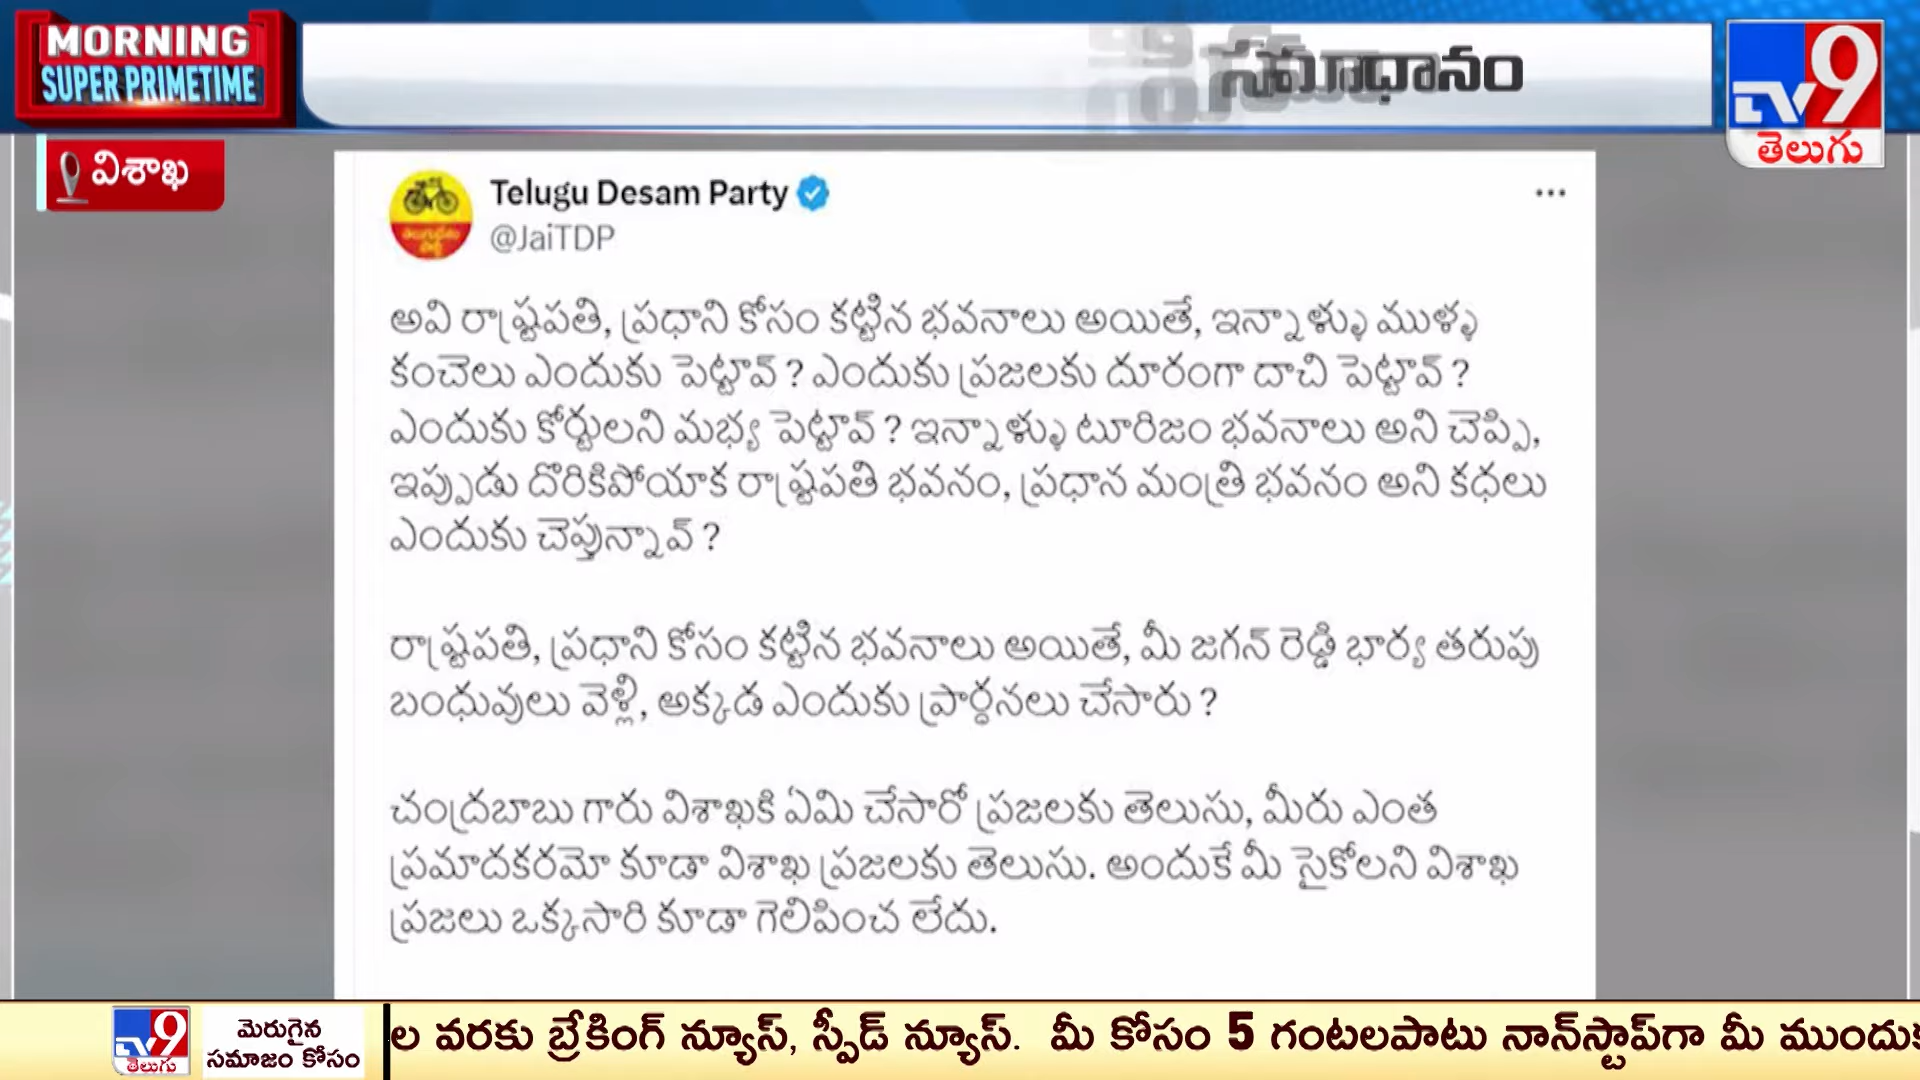 MORNING
SUPER PRIMETIME
సమాధానం
TV9
తెలుగు
విశాఖ
Telugu Desam Party
@JaiTDP
అవి రాష్ట్రపతి, ప్రధాని కోసం కట్టిన భవనాలు అయితే, ఇన్నాళ్ళు ముళ్ళ
కంచెలు ఎందుకు పెట్టావ్ ? ఎందుకు ప్రజలకు దూరంగా దాచి పెట్టావ్ ?
ఎందుకు కోర్టులని మభ్య పెట్టావ్ ? ఇన్నాళ్ళు టూరిజం భవనాలు అని చెప్పి,
ఇప్పుడు దొరికిపోయాక రాష్ట్రపతి భవనం, ప్రధాన మంత్రి భవనం అని కధలు
ఎందుకు చెప్తున్నావ్ ?
రాష్ట్రపతి, ప్రధాని కోసం కట్టిన భవనాలు అయితే, మీ జగన్ రెడ్డి భార్య తరుపు
బంధువులు వెళ్లి, అక్కడ ఎందుకు ప్రార్ధనలు చేసారు ?
చంద్రబాబు గారు విశాఖకి ఏమి చేసారో ప్రజలకు తెలుసు, మీరు ఎంత
ప్రమాదకరమో కూడా విశాఖ ప్రజలకు తెలుసు. అందుకే మీ సైకోలని విశాఖ
ప్రజలు ఒక్కసారి కూడా గెలిపించ లేదు.
TV9
తెలుగు
మెరుగైన
సమాజం కోసం
ల వరకు బ్రేకింగ్ న్యూస్, స్పీడ్ న్యూస్. మీ కోసం 5 గంటలపాటు నాన్‌స్టాప్‌గా మీ ముందుకు